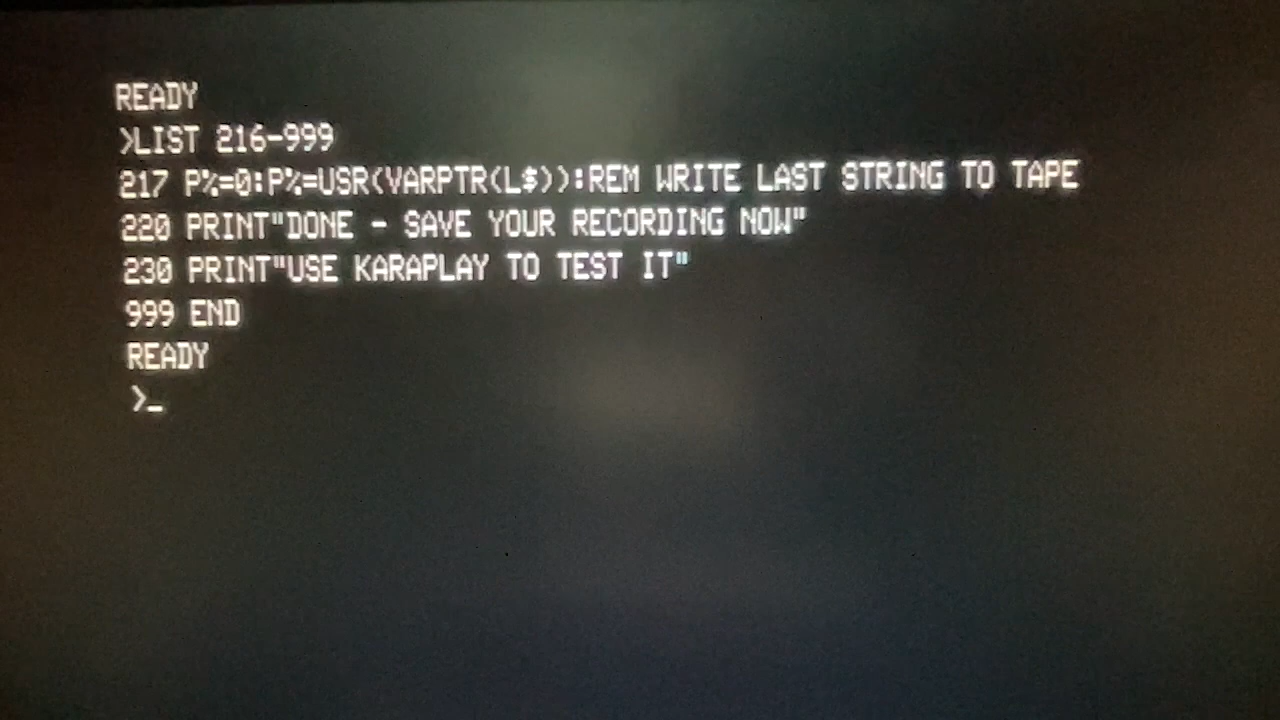 READY
>LIST 216-999
217 P%=0:P%=USR(VARPTR(L$)):REM WRITE LAST STRING TO TAPE
220 PRINT"DONE - SAVE YOUR RECORDING NOW"
230 PRINT"USE KARAPLAY TO TEST IT"
999 END
READY
>_